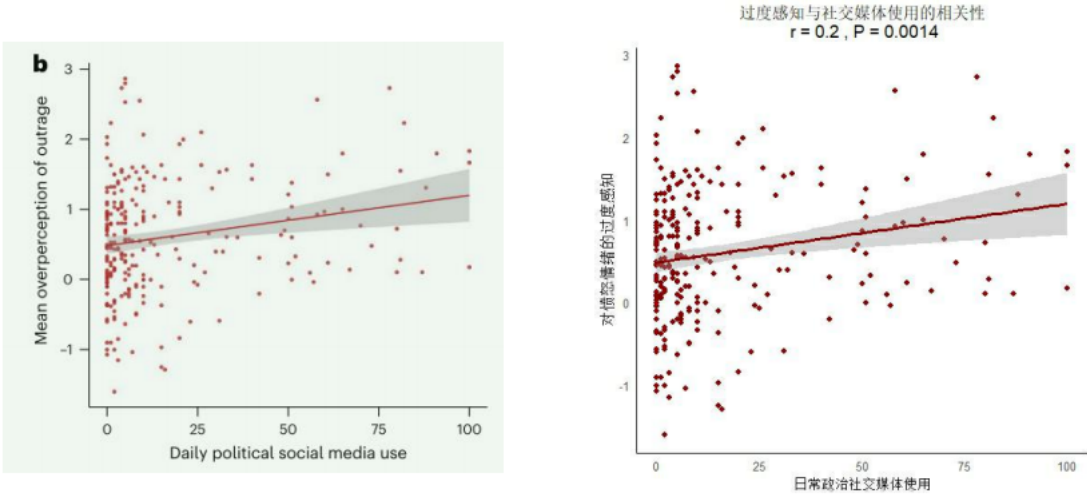 b
Mean overperception of outrage
3
2
1
0
-1
0 25 50 75 100
Daily political social media use
过度感知与社交媒体使用的相关性
r = 0.2 , P = 0.0014
对愤怒情绪的过度感知
3
2
1
0
-1
0 25 50 75 100
日常政治社交媒体使用